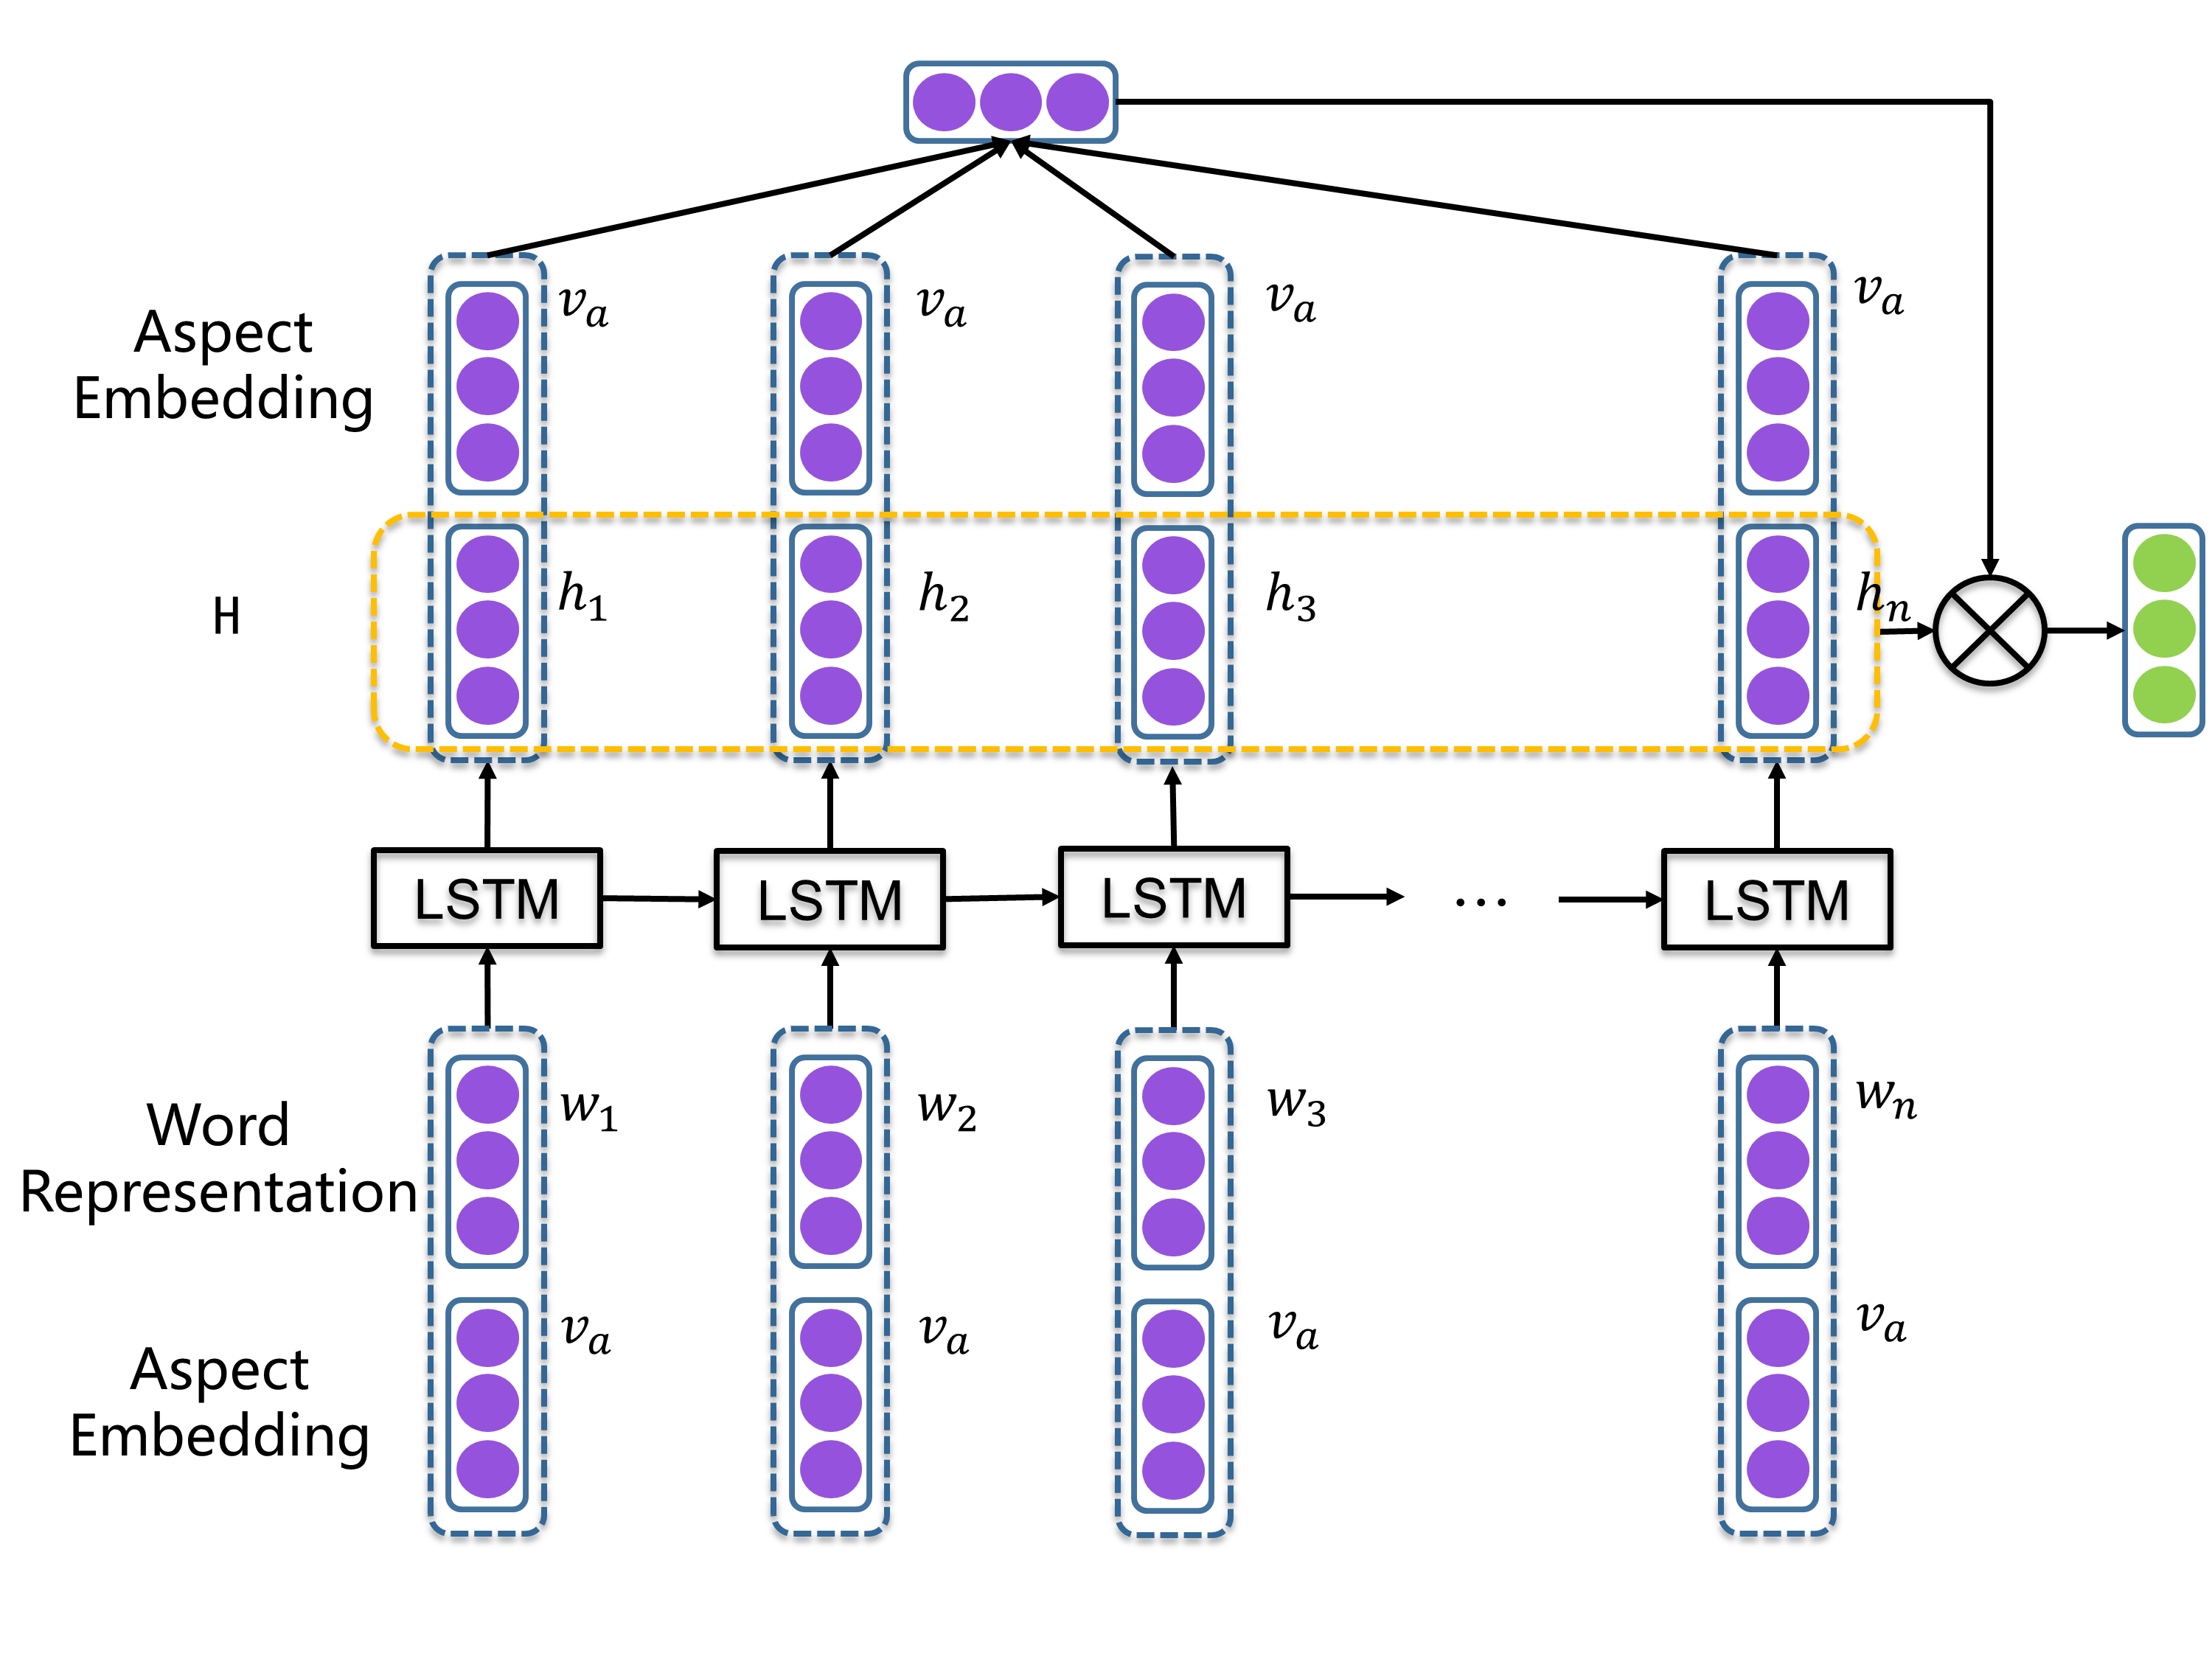 Aspect
Embedding
v_a v_a v_a v_a
H
h_1 h_2 h_3 h_n
LSTM LSTM LSTM ... LSTM
Word
Representation
w_1 w_2 w_3 w_n
Aspect
Embedding
v_a v_a v_a v_a